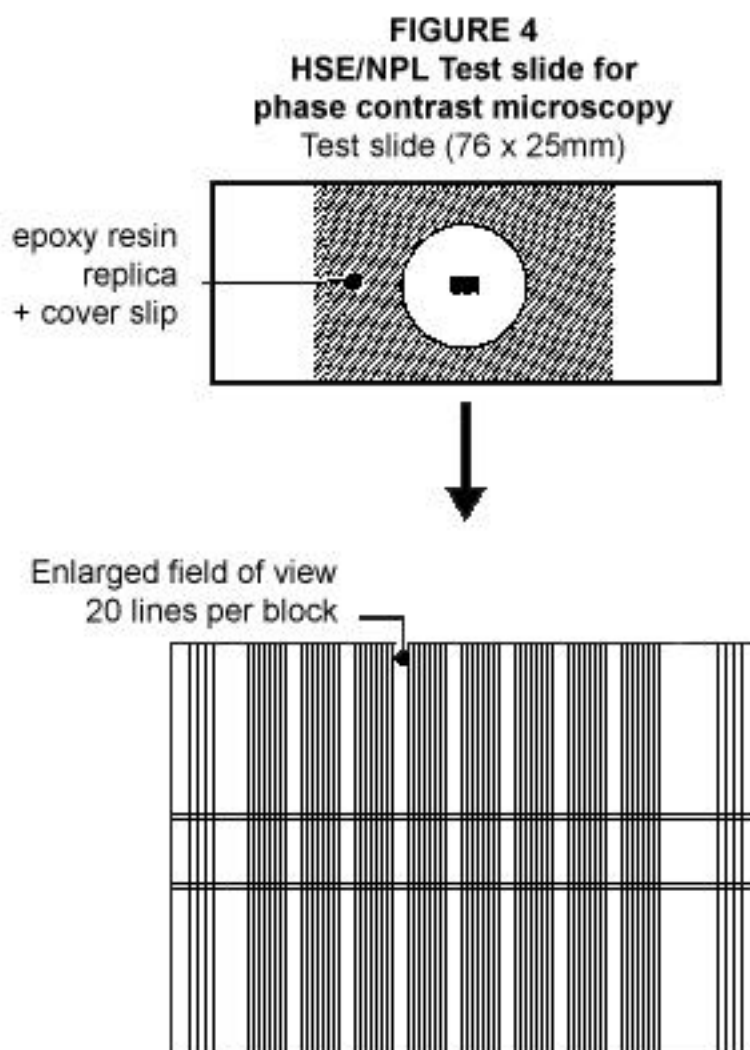 FIGURE 4
HSE/NPL Test slide for
phase contrast microscopy
Test slide (76 x 25mm)
epoxy resin
replica
+ cover slip
Enlarged field of view
20 lines per block